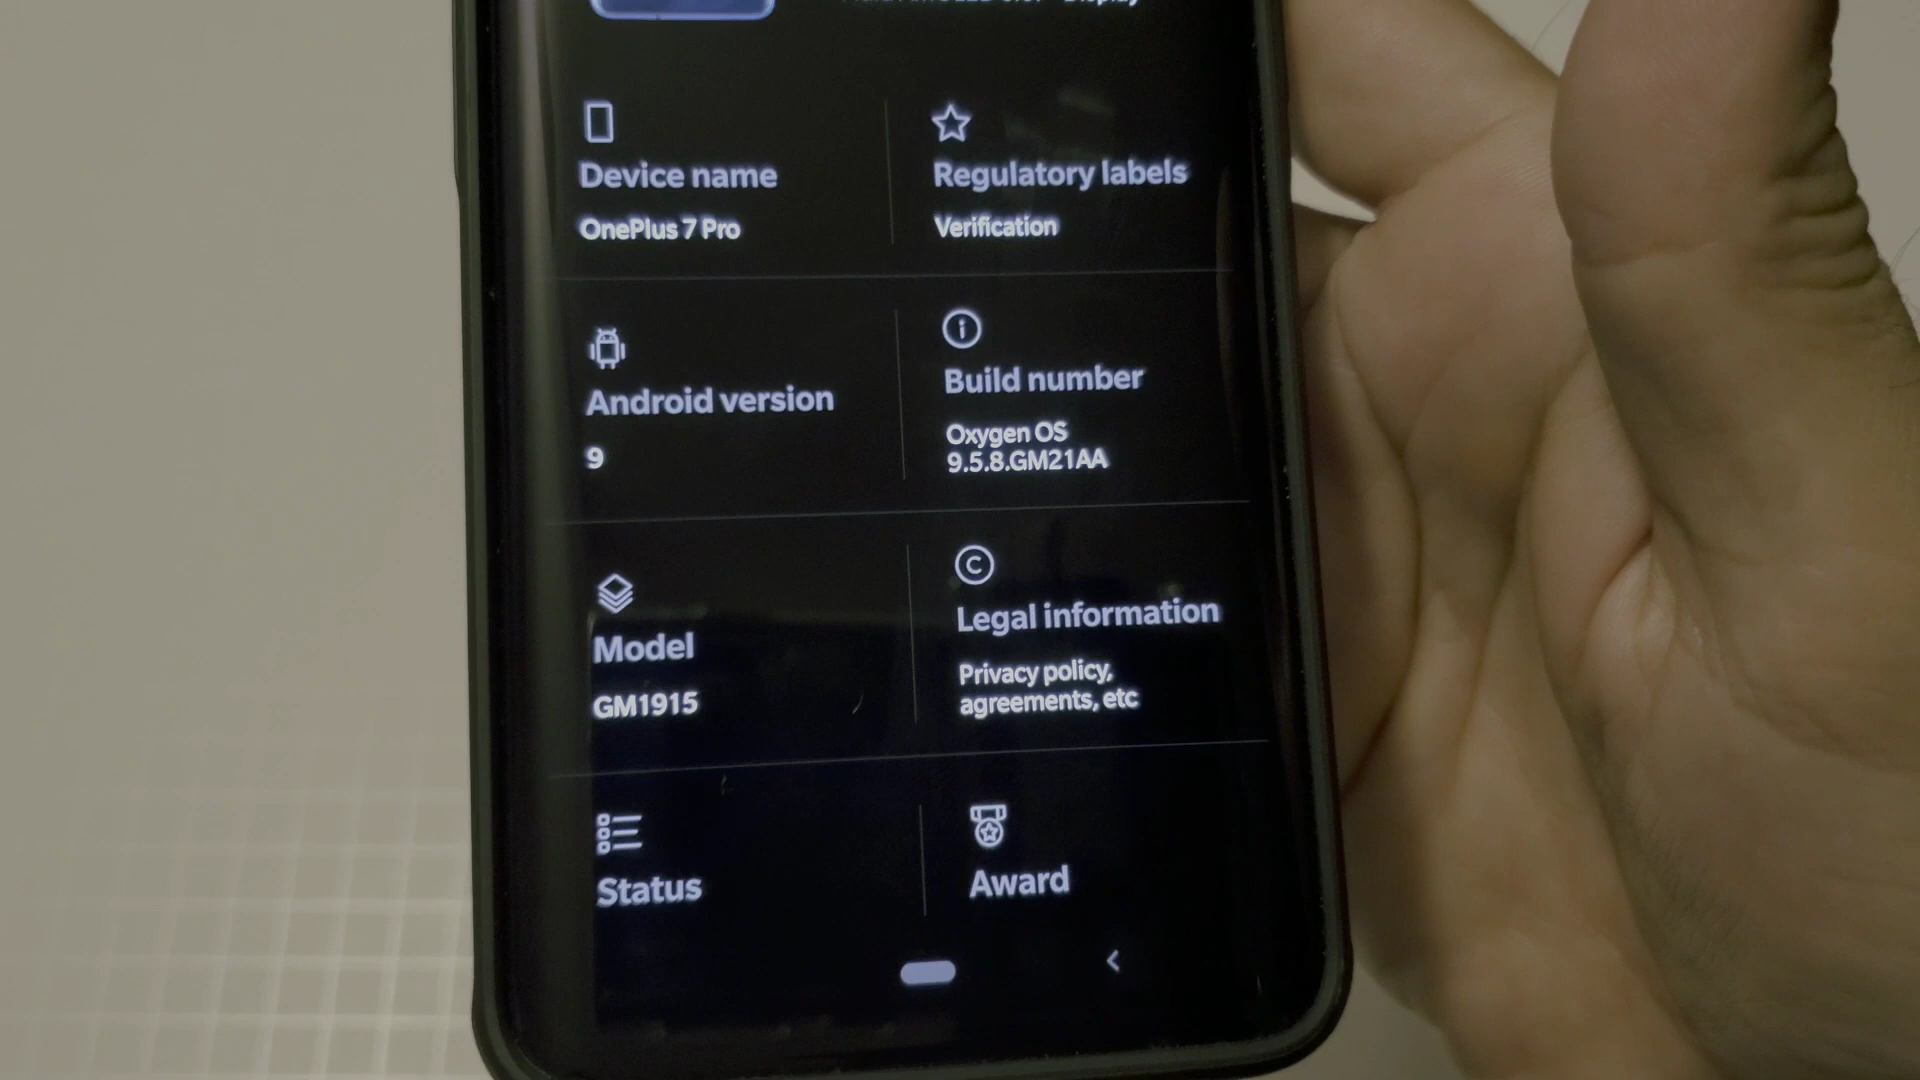 Display
Device name
OnePlus 7 Pro
Regulatory labels
Verification
Android version
9
Build number
Oxygen OS
9.5.8.GM21AA
Model
GM1915
Legal information
Privacy policy,
agreements, etc
Status
Award